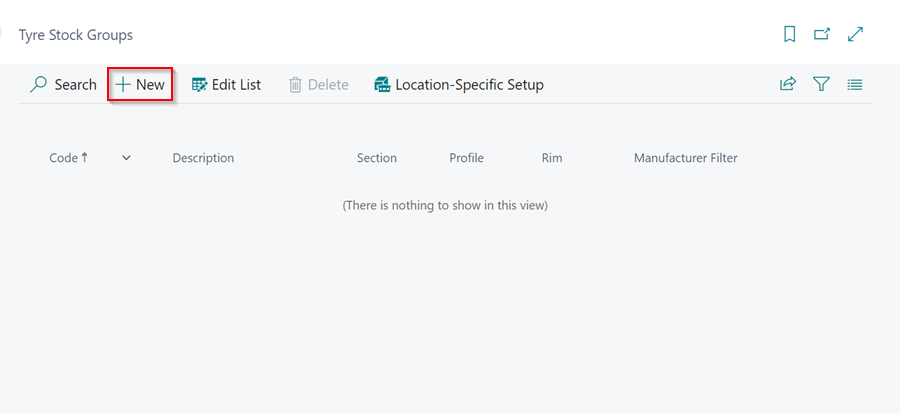 Tyre Stock Groups
Search New Edit List Delete Location-Specific Setup
Code↑ Description Section Profile Rim Manufacturer Filter
(There is nothing to show in this view)